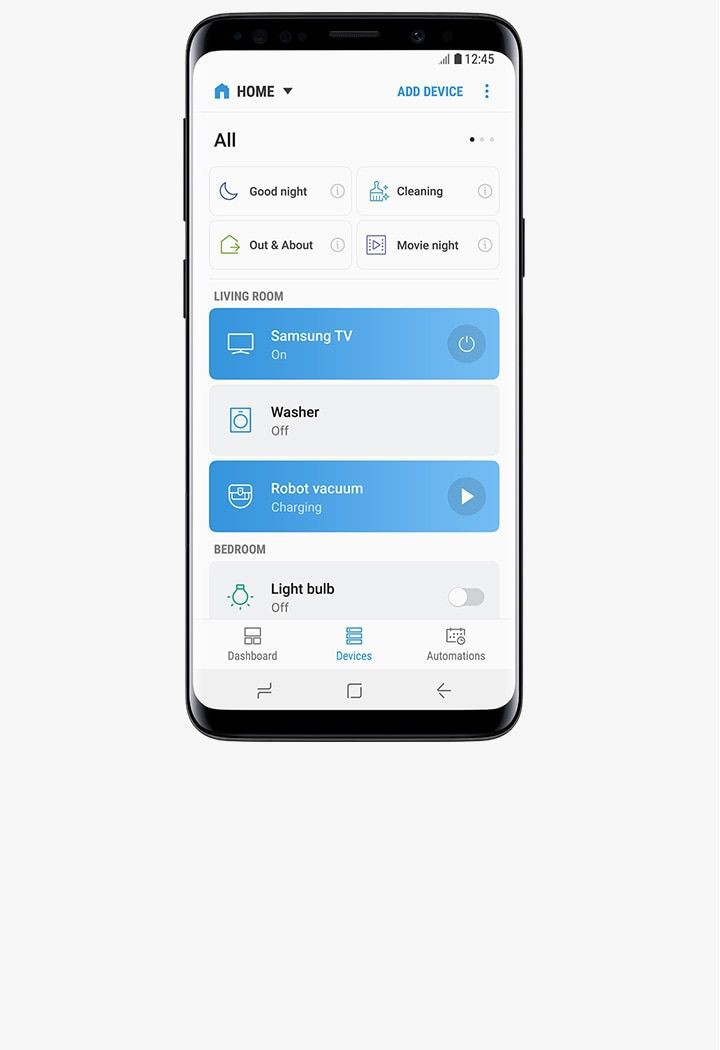 12:45
HOME ADD DEVICE
All
Good night Cleaning
Out & About Movie night
LIVING ROOM
Samsung TV
On
Washer
Off
Robot vacuum
Charging
BEDROOM
Light bulb
Off
Dashboard Devices Automations